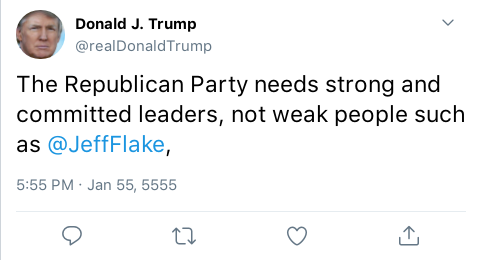 Donald J. Trump
@realDonaldTrump
The Republican Party needs strong and
committed leaders, not weak people such
as @JeffFlake,
5:55 PM · Jan 55, 5555